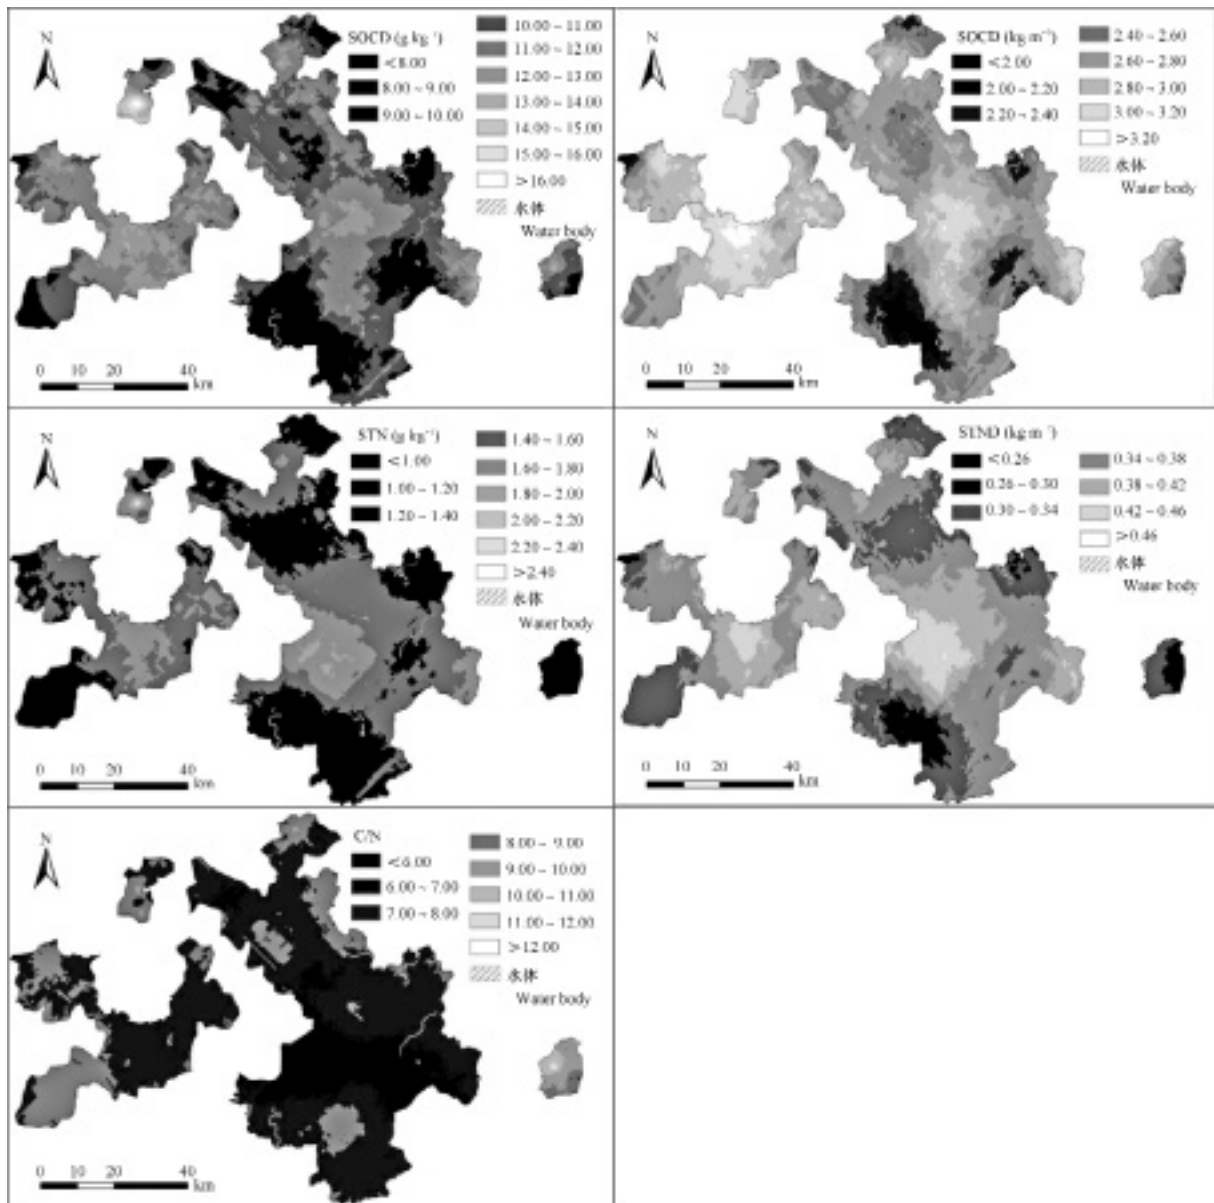 N
SOCD (g kg⁻¹)
<8.00
8.00 ~ 9.00
9.00 ~ 10.00
10.00 ~ 11.00
11.00 ~ 12.00
12.00 ~ 13.00
13.00 ~ 14.00
14.00 ~ 15.00
15.00 ~ 16.00
>16.00
水体
Water body
0 10 20 40
km
N
SOCD (kg m⁻²)
<2.00
2.00 ~ 2.20
2.20 ~ 2.40
2.40 ~ 2.60
2.60 ~ 2.80
2.80 ~ 3.00
3.00 ~ 3.20
>3.20
水体
Water body
0 10 20 40
km
N
STN (g kg⁻¹)
<1.00
1.00 ~ 1.20
1.20 ~ 1.40
1.40 ~ 1.60
1.60 ~ 1.80
1.80 ~ 2.00
2.00 ~ 2.20
2.20 ~ 2.40
>2.40
水体
Water body
0 10 20 40
km
N
STND (kg m⁻²)
<0.26
0.26 ~ 0.30
0.30 ~ 0.34
0.34 ~ 0.38
0.38 ~ 0.42
0.42 ~ 0.46
>0.46
水体
Water body
0 10 20 40
km
N
C/N
<6.00
6.00 ~ 7.00
7.00 ~ 8.00
8.00 ~ 9.00
9.00 ~ 10.00
10.00 ~ 11.00
11.00 ~ 12.00
>12.00
水体
Water body
0 10 20 40
km